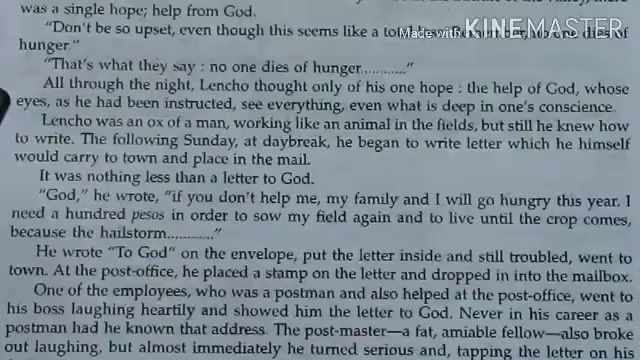 was a single hope; help from God.
"Don't be so upset, even though this seems like a total Remember, no one dies of
Made with KINEMASTER
hunger."
"That's what they say : no one dies of hunger............"
All through the night, Lencho thought only of his one hope : the help of God, whose
eyes, as he had been instructed, see everything, even what is deep in one's conscience.
Lencho was an ox of a man, working like an animal in the fields, but still he knew how
to write. The following Sunday, at daybreak, he began to write letter which he himself
would carry to town and place in the mail.
It was nothing less than a letter to God.
"God," he wrote, "if you don't help me, my family and I will go hungry this year. I
need a hundred pesos in order to sow my field again and to live until the crop comes,
because the hailstorm............"
He wrote "To God" on the envelope, put the letter inside and still troubled, went to
town. At the post-office, he placed a stamp on the letter and dropped in into the mailbox.
One of the employees, who was a postman and also helped at the post-office, went to
his boss laughing heartily and showed him the letter to God. Never in his career as a
postman had he known that address. The post-master—a fat, amiable fellow—also broke
out laughing, but almost immediately he turned serious and, tapping the letter on his